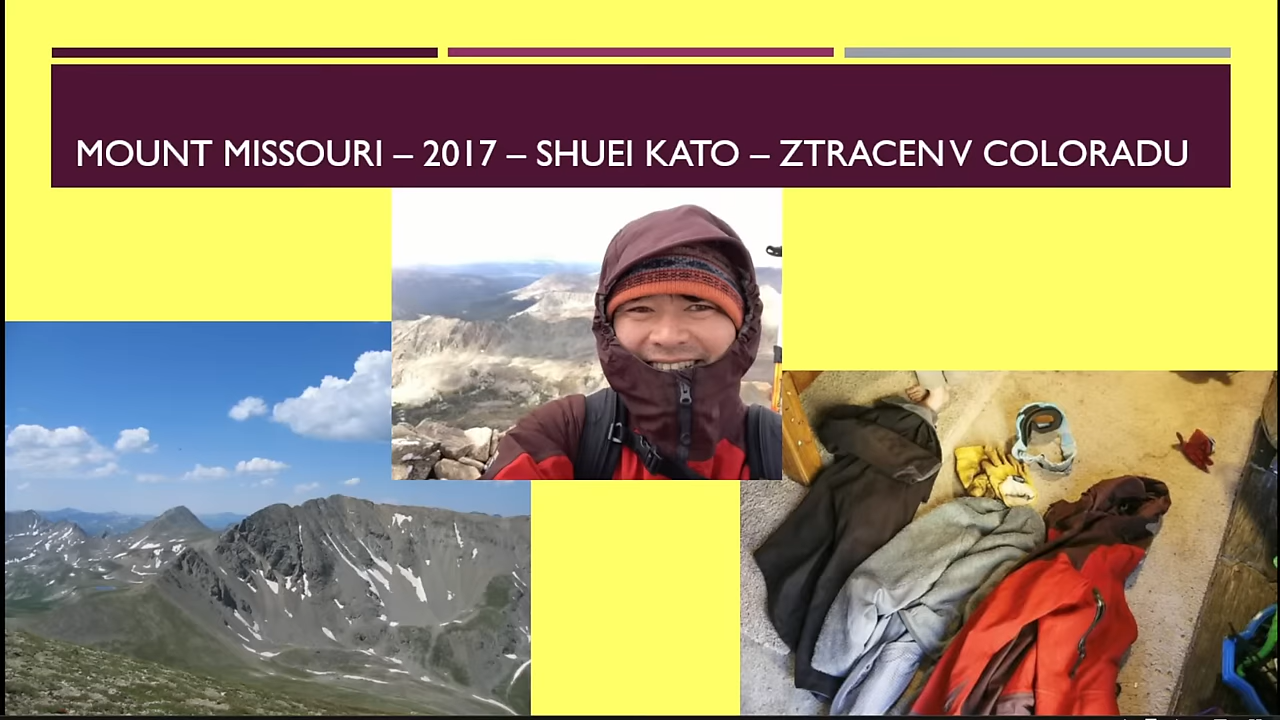 MOUNT MISSOURI – 2017 – SHUEI KATO – ZTRACEN V COLORADU